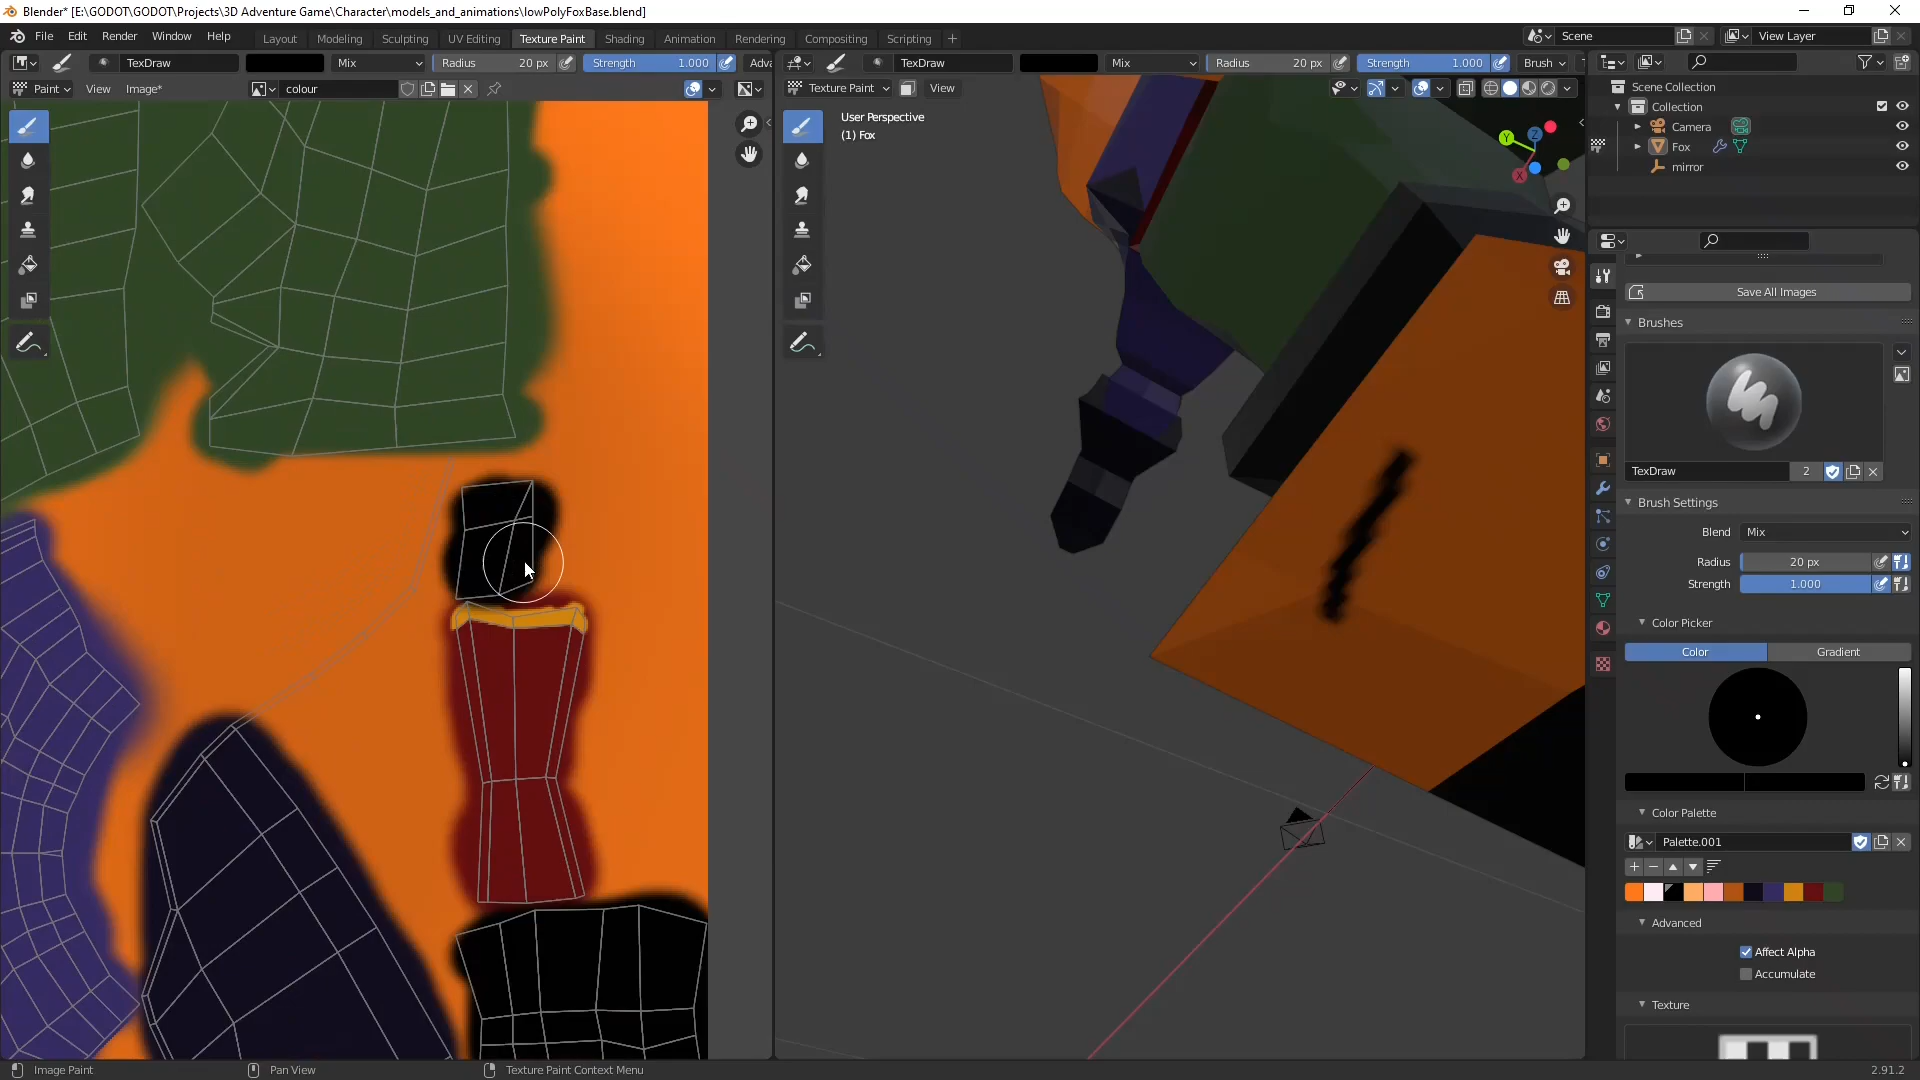 Blender* [E:\GODOT\GODOT\Projects\3D Adventure Game\Character\models_and_animations\lowPolyFoxBase.blend]
File Edit Render Window Help Layout Modeling Sculpting UV Editing Texture Paint Shading Animation Rendering Compositing Scripting + Scene View Layer
TexDraw Mix Radius 20 px Strength 1.000 Adv
TexDraw Mix Radius 20 px Strength 1.000 Brush
Paint View Image* colour
Texture Paint View
User Perspective
(1) Fox
X
Y
Z
Scene Collection
Collection
Camera
Fox
mirror
Save All Images
Brushes
TexDraw 2
Brush Settings
Blend Mix
Radius 20 px
Strength 1.000
Color Picker
Color Gradient
Color Palette
Palette.001
Advanced
Affect Alpha
Accumulate
Texture
Image Paint Pan View Texture Paint Context Menu 2.91.2